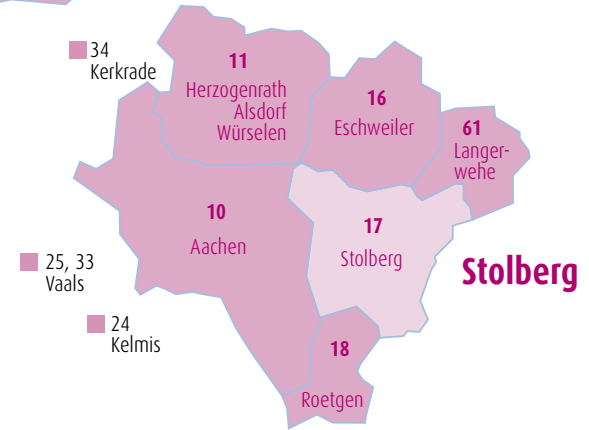 34
Kerkrade
11
Herzogenrath
Alsdorf
Würselen
16
Eschweiler
61
Langer-
wehe
10
Aachen
17
Stolberg
Stolberg
25, 33
Vaals
24
Kelmis
18
Roetgen